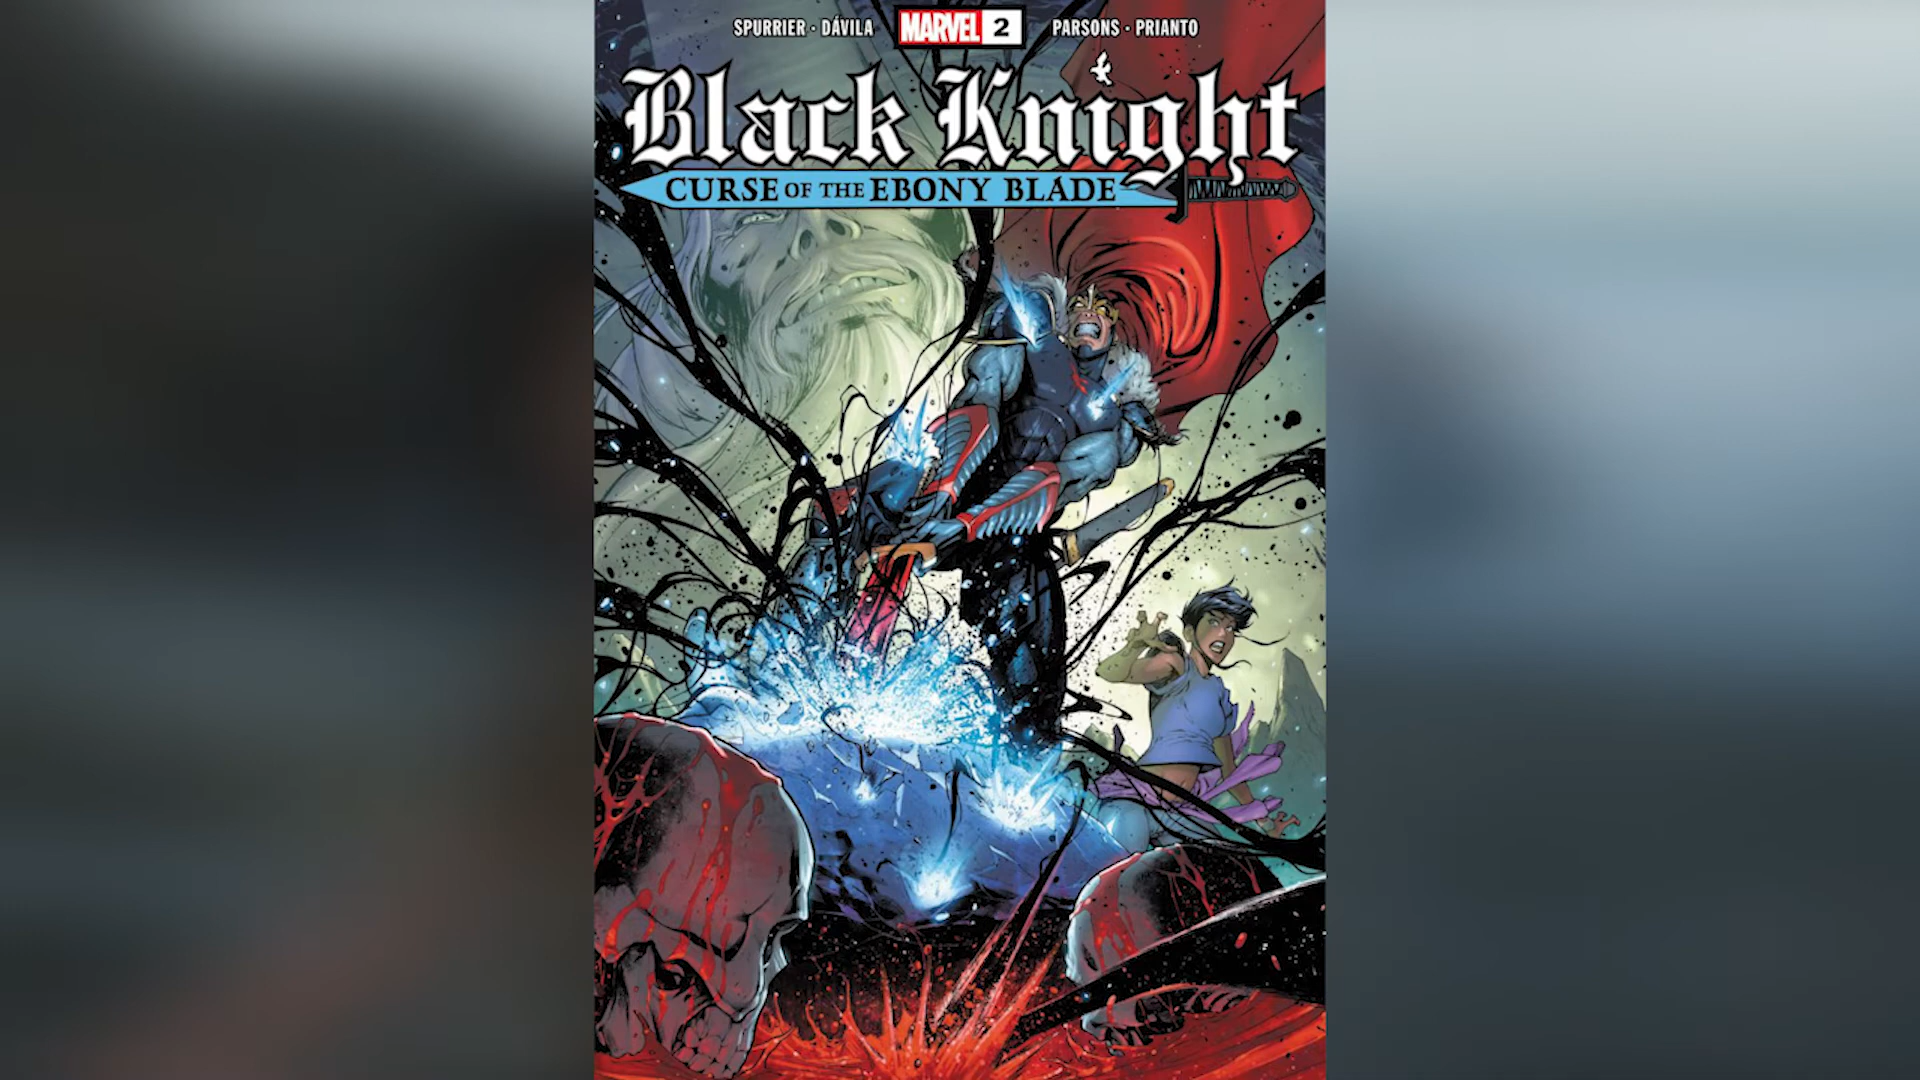 SPURRIER · DÁVILA MARVEL 2 PARSONS · PRIANTO
Black Knight
CURSE OF THE EBONY BLADE